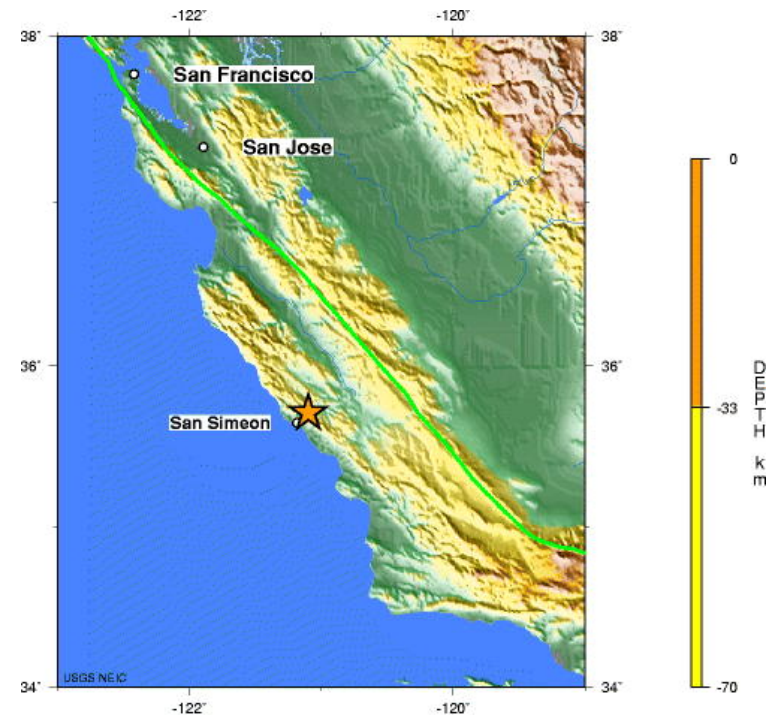 -122° -120°
38° 38°
San Francisco
San Jose
0
36° 36°
San Simeon
-33
DEPTH km
USGS NEIC
34° 34°
-70
-122° -120°